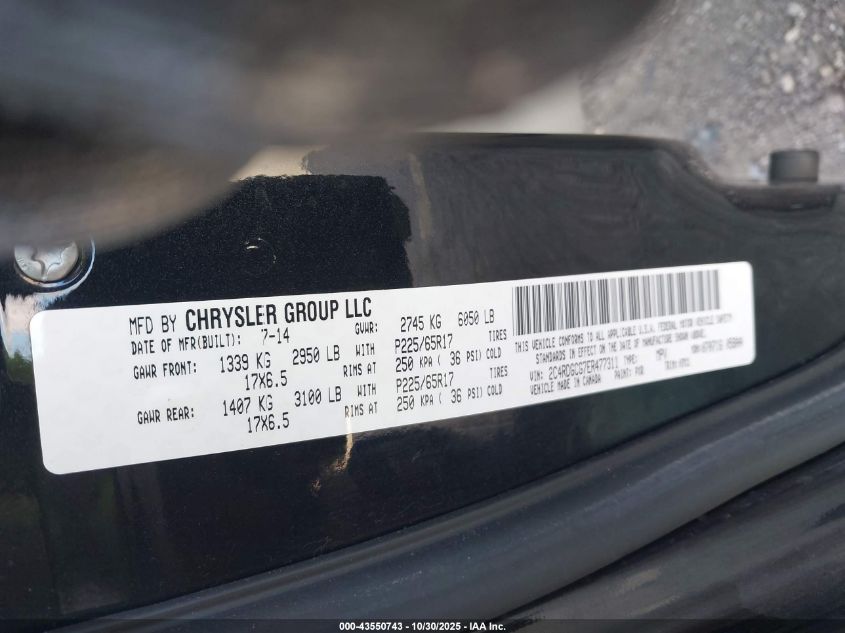 MFD BY CHRYSLER GROUP LLC
DATE OF MFR(BUILT): 7-14 GVWR: 2745 KG 6050 LB
GAWR FRONT: 1339 KG 2950 LB WITH P225/65R17 TIRES
17X6.5 RIMS AT 250 KPA ( 36 PSI) COLD
GAWR REAR: 1407 KG 3100 LB WITH P225/65R17 TIRES
17X6.5 RIMS AT 250 KPA ( 36 PSI) COLD
THIS VEHICLE CONFORMS TO ALL APPLICABLE U.S.A. FEDERAL MOTOR VEHICLE SAFETY
STANDARDS IN EFFECT ON THE DATE OF MANUFACTURE SHOWN ABOVE.
VIN: 2C4RDGCG7ER477311 TYPE: MPV
VEHICLE MADE IN CANADA PAINT: PXR
000-43550743 - 10/30/2025 - IAA Inc.